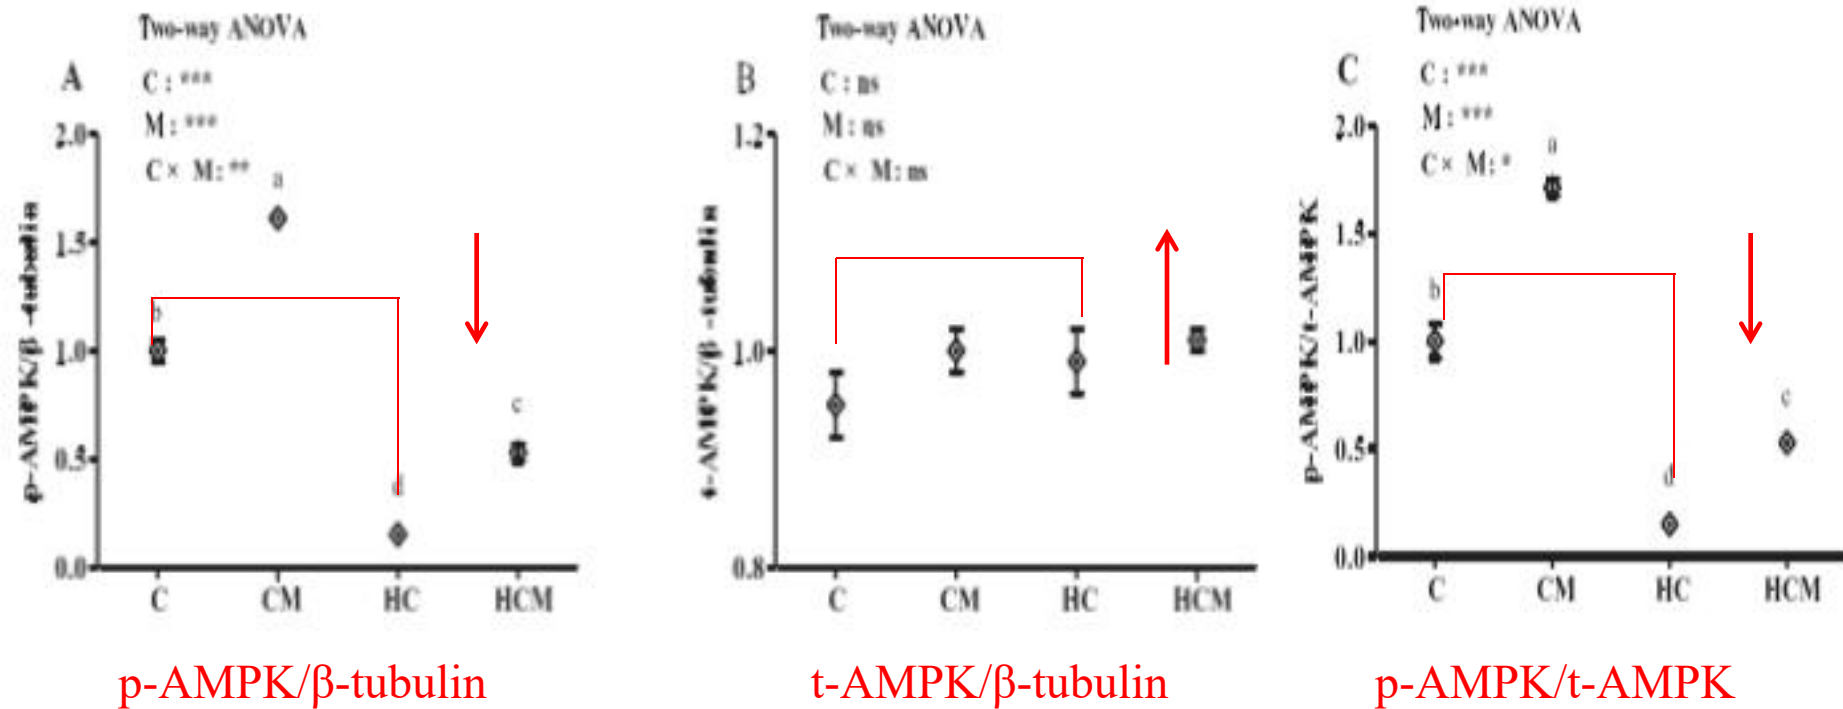 Two-way ANOVA
A
C : ***
M : ***
C × M: **
2.0
1.5
1.0
0.5
0.0
p-AMPK/β -tubulin
b
a
d
c
C CM HC HCM
p-AMPK/β-tubulin
Two-way ANOVA
B
C : ns
M : ns
C × M: ns
1.2
1.0
0.8
t-AMPK/β -tubulin
C CM HC HCM
t-AMPK/β-tubulin
Two-way ANOVA
C
C : ***
M : ***
C × M: *
2.0
1.5
1.0
0.5
0.0
p-AMPK/t-AMPK
b
a
d
c
C CM HC HCM
p-AMPK/t-AMPK